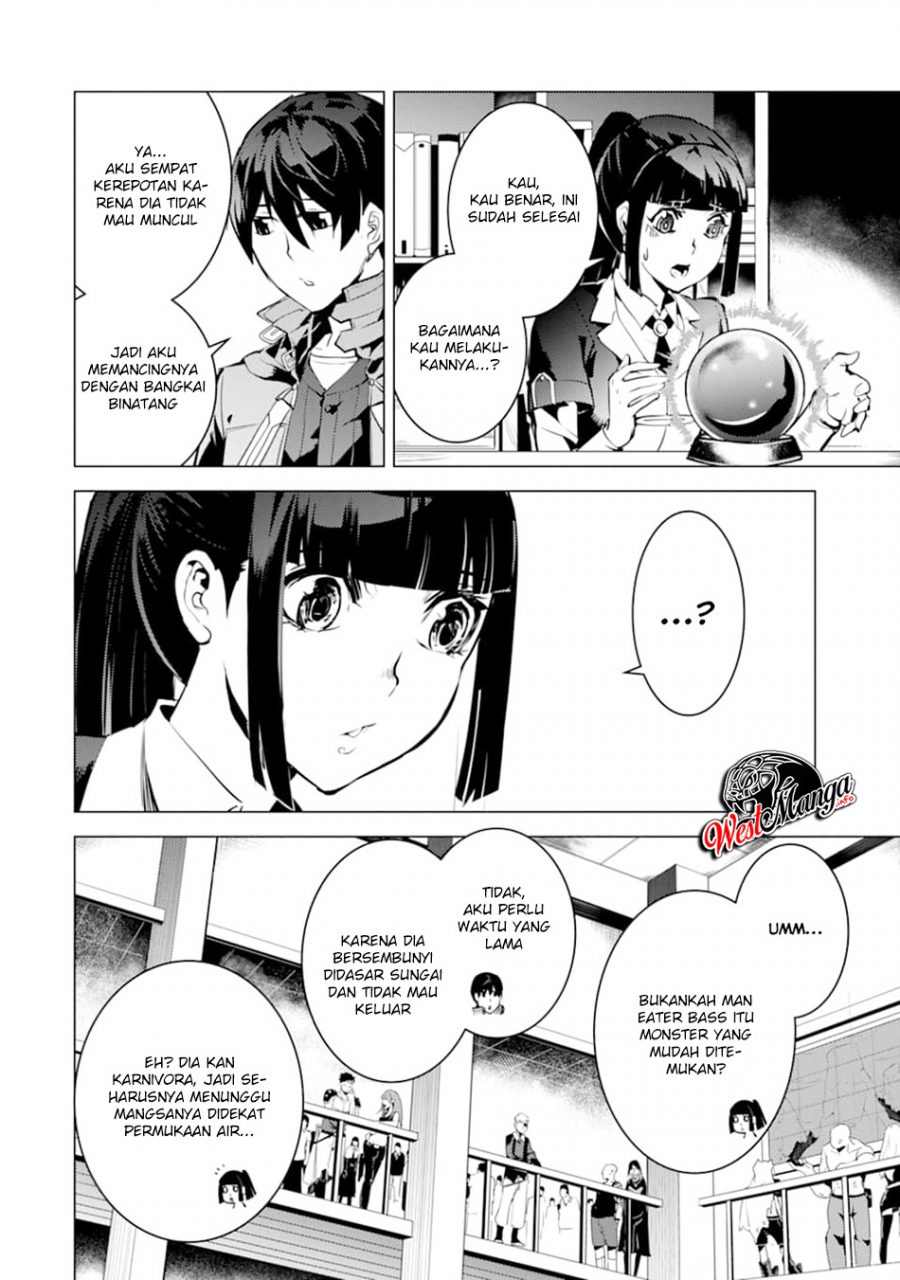 KAU,
KAU BENAR, INI
SUDAH SELESAI
BAGAIMANA
KAU MELAKU-
KANNYA...?
YA...
AKU SEMPAT
KEREPOTAN KA-
RENA DIA TIDAK
MAU MUNCUL
JADI AKU
MEMANCINGNYA
DENGAN BANGKAI
BINATANG
...?
WestManga
.info
UMM...
BUKANKAH MAN
EATER BASS ITU
MONSTER YANG
MUDAH DITE-
MUKAN?
TIDAK,
AKU PERLU
WAKTU YANG
LAMA
KARENA DIA
BERSEMBUNYI
DIDASAR SUNGAI
DAN TIDAK MAU
KELUAR
EH? DIA KAN
KARNIVORA, JADI SE-
HARUSNYA MENUNGGU
MANGSANYA DIDEKAT
PERMUKAAN AIR...